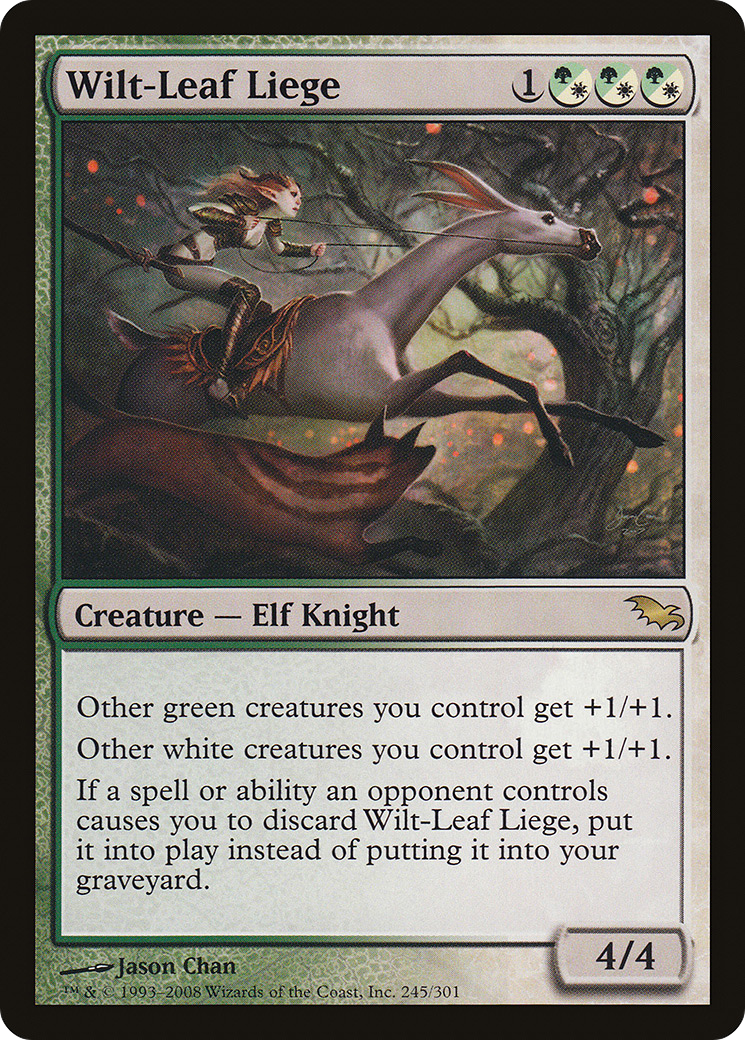 Wilt-Leaf Liege 1
Creature — Elf Knight
Other green creatures you control get +1/+1.
Other white creatures you control get +1/+1.
If a spell or ability an opponent controls
causes you to discard Wilt-Leaf Liege, put
it into play instead of putting it into your
graveyard.
4/4
Jason Chan
™ & © 1993–2008 Wizards of the Coast, Inc. 245/301